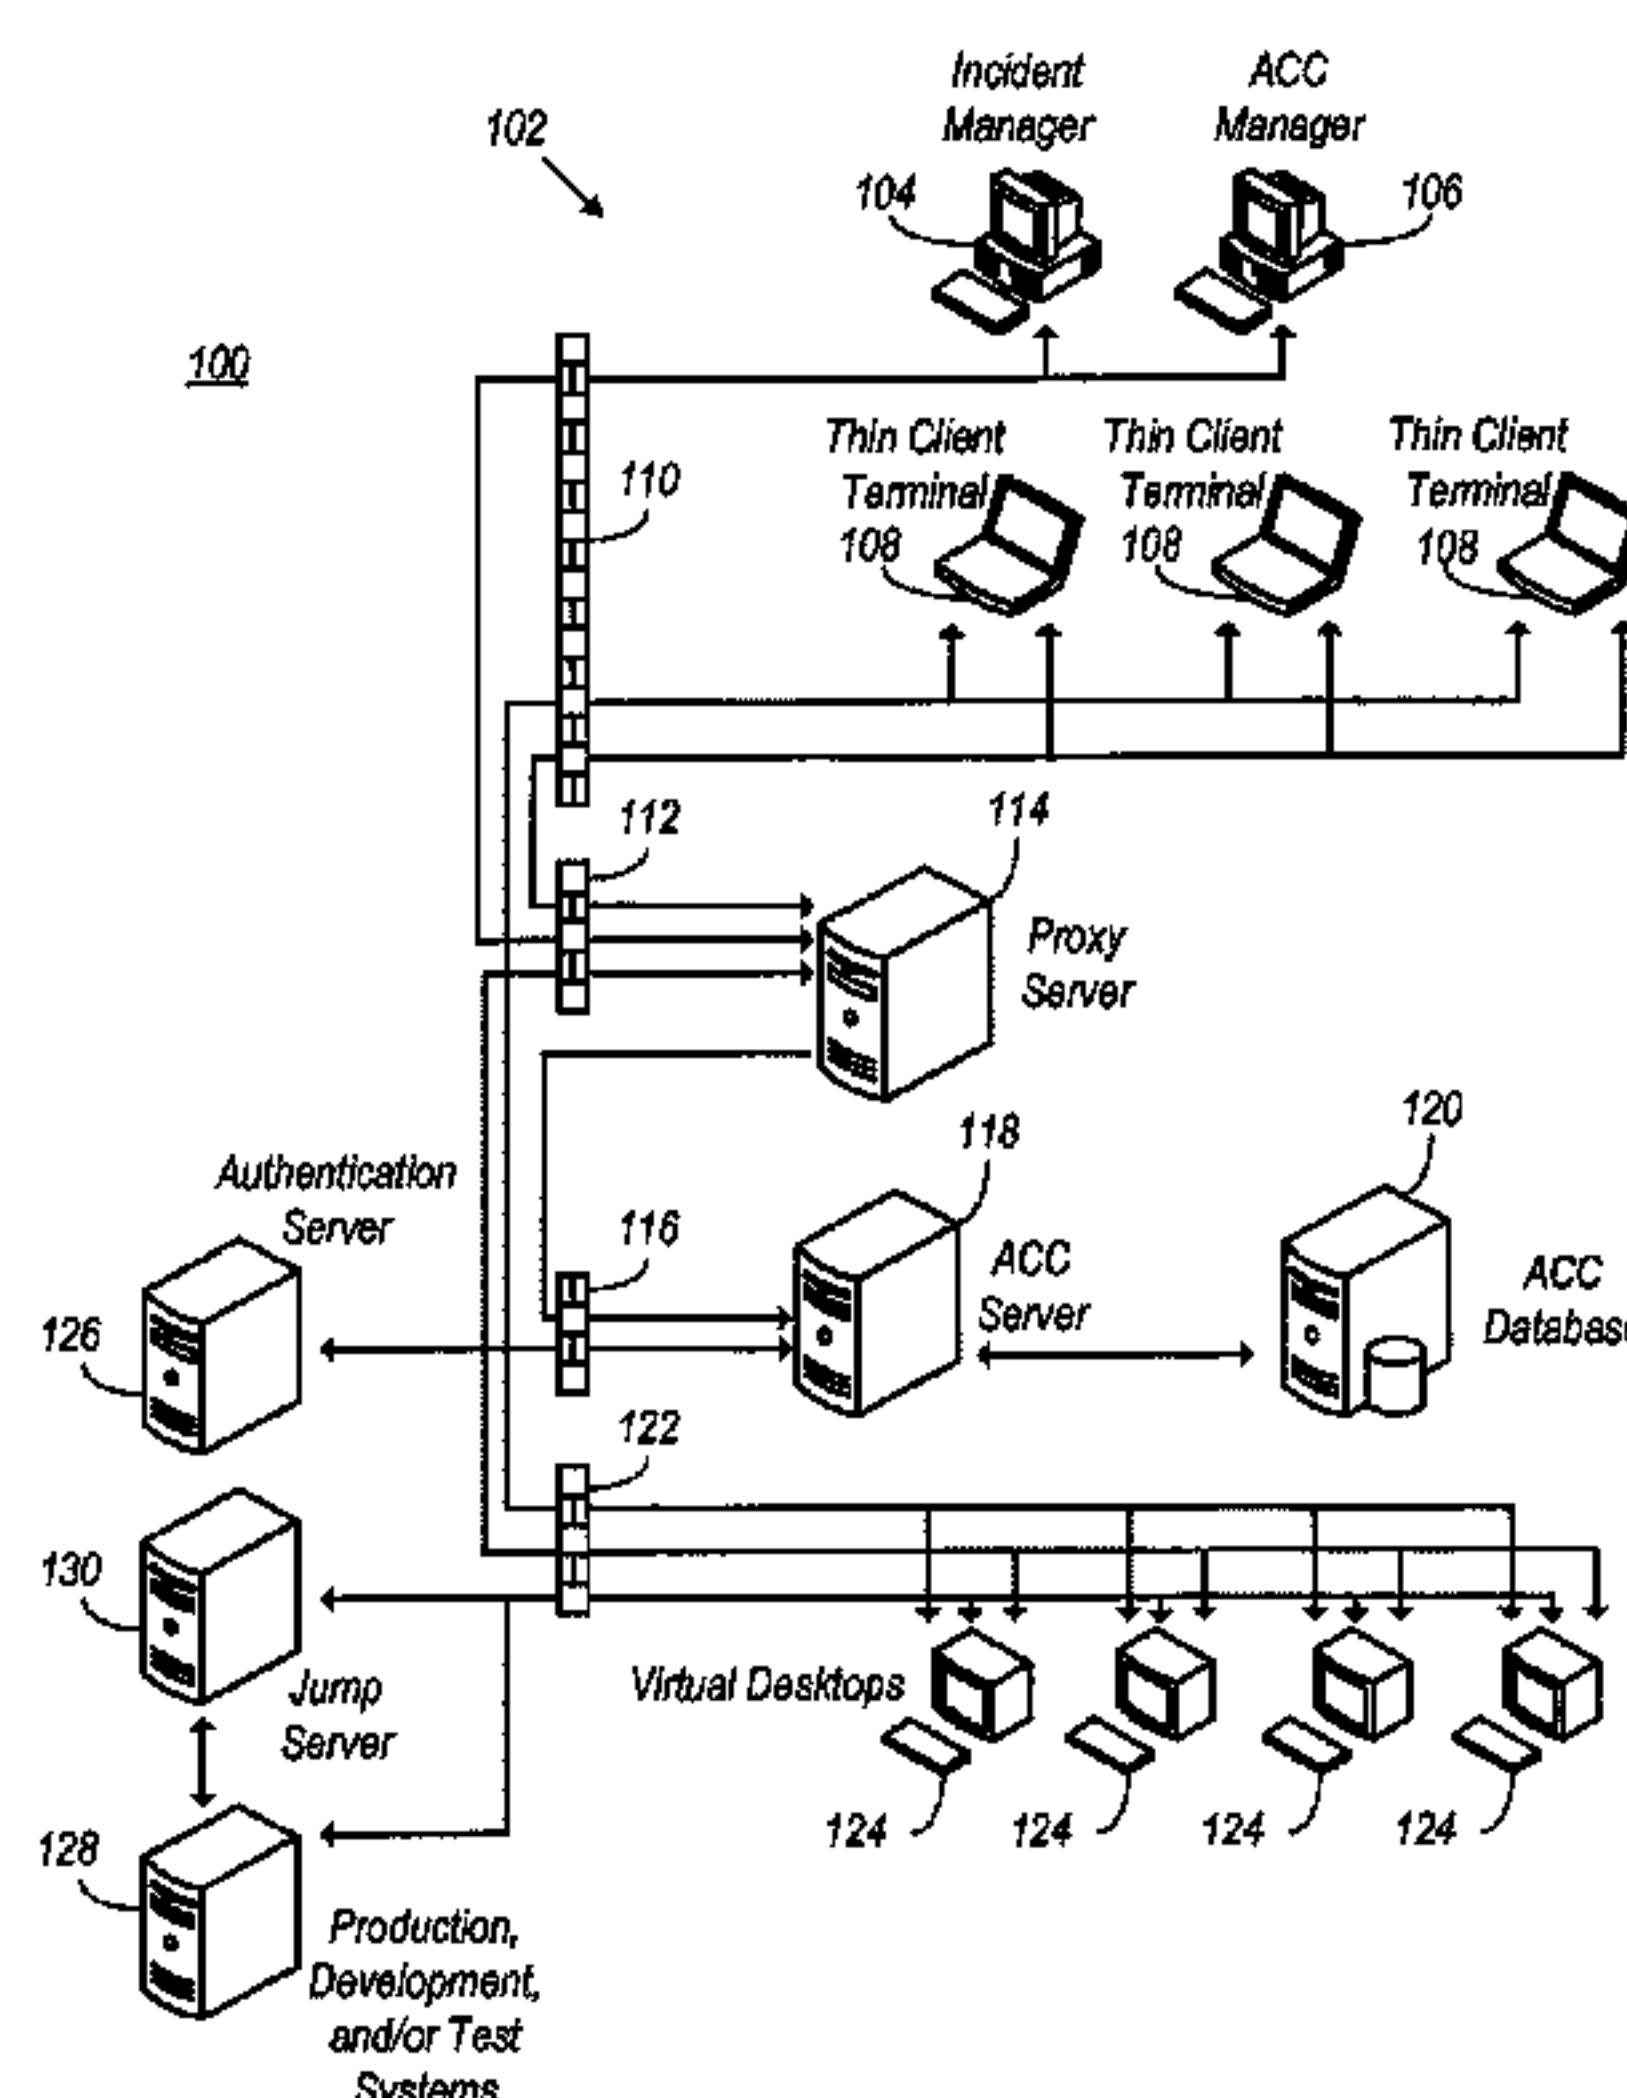 Incident
Manager
ACC
Manager
102
104
106
100
Thin Client
Terminal
108
Thin Client
Terminal
108
Thin Client
Terminal
108
110
112
114
Proxy
Server
118
120
Authentication
Server
116
ACC
Server
ACC
Database
126
122
130
Jump
Server
Virtual Desktops
124
124
124
124
128
Production,
Development,
and/or Test
Systems